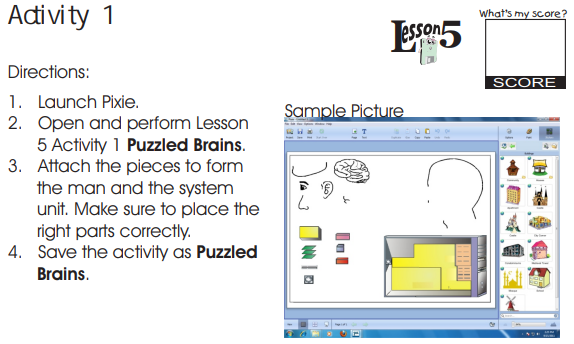 Activity 1
Lesson 5
What's my score?
SCORE
Directions:
1. Launch Pixie.
2. Open and perform Lesson
5 Activity 1 Puzzled Brains.
3. Attach the pieces to form
the man and the system
unit. Make sure to place the
right parts correctly.
4. Save the activity as Puzzled
Brains.
Sample Picture